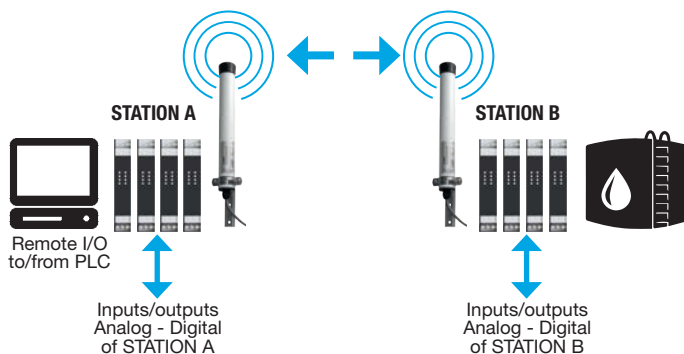 STATION A
STATION B
Remote I/O
to/from PLC
Inputs/outputs
Analog - Digital
of STATION A
Inputs/outputs
Analog - Digital
of STATION B